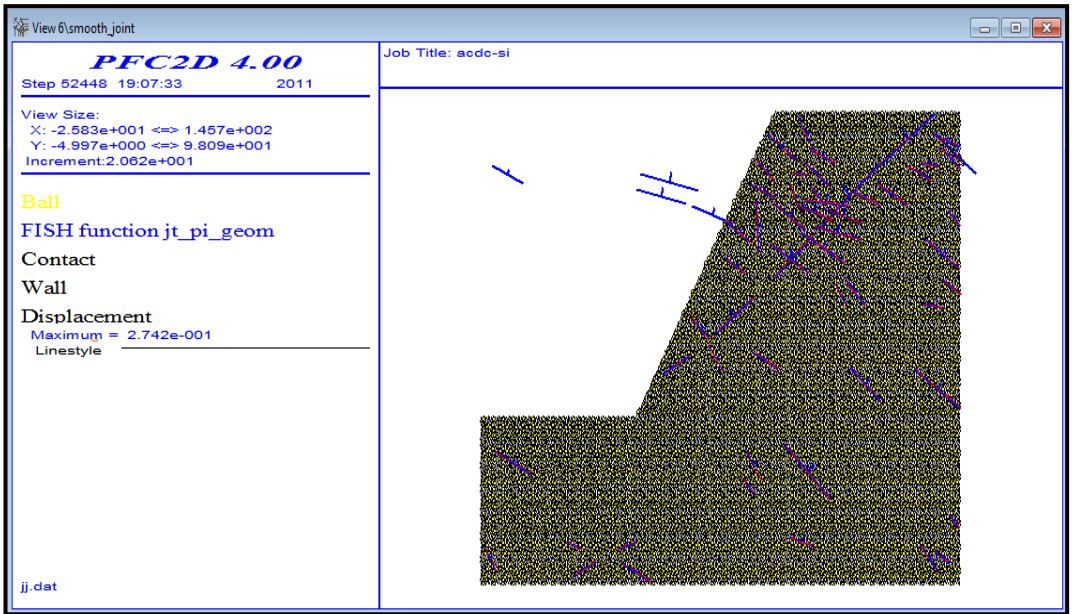 View 6\smooth_joint
PFC2D 4.00
Step 52448 19:07:33 2011
View Size:
X: -2.583e+001 <=> 1.457e+002
Y: -4.997e+000 <=> 9.809e+001
Increment:2.062e+001
Ball
FISH function jt_pi_geom
Contact
Wall
Displacement
Maximum = 2.742e-001
Linestyle
jj.dat
Job Title: acdc-si